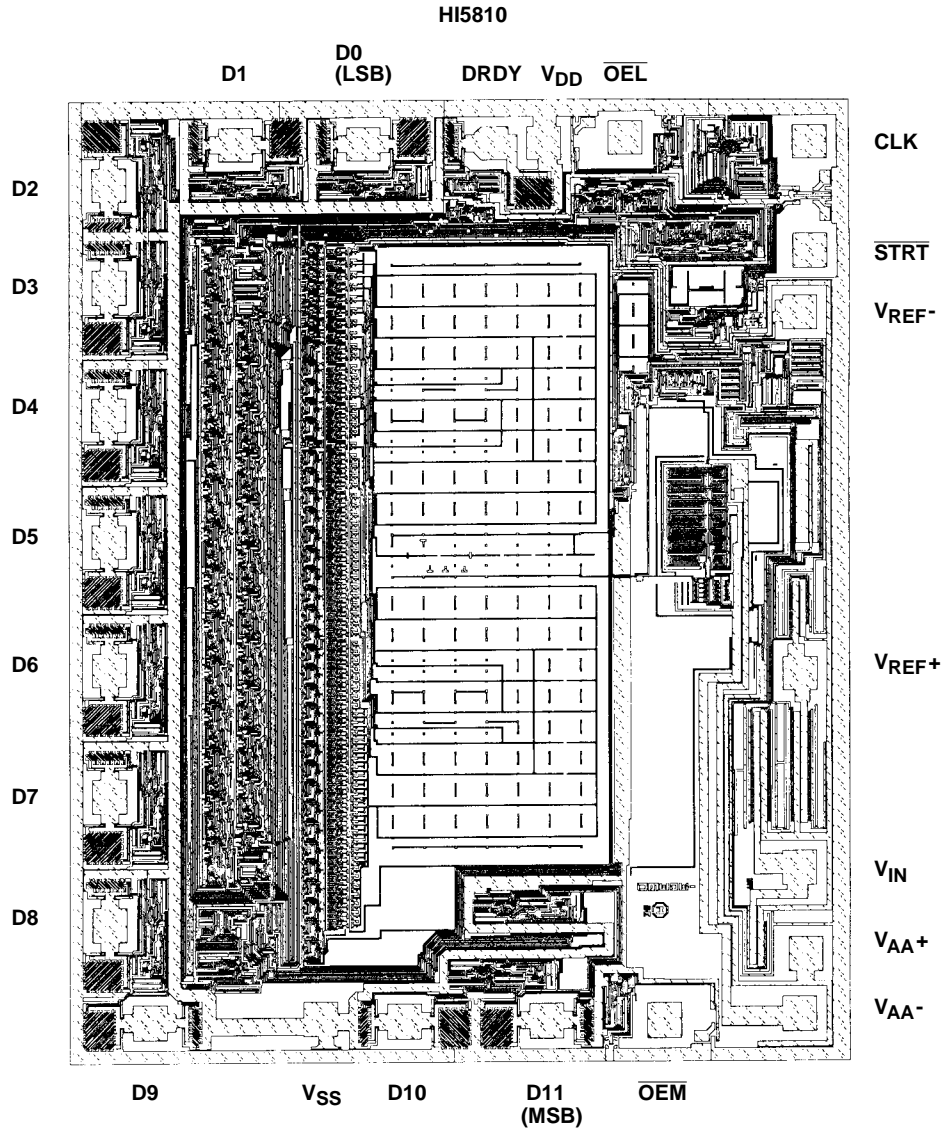 HI5810
D1
D0
(LSB)
DRDY
VDD
OEL
CLK
D2
STRT
D3
VREF-
D4
D5
D6
VREF+
D7
VIN
D8
VAA+
VAA-
D9
VSS
D10
D11
(MSB)
OEM